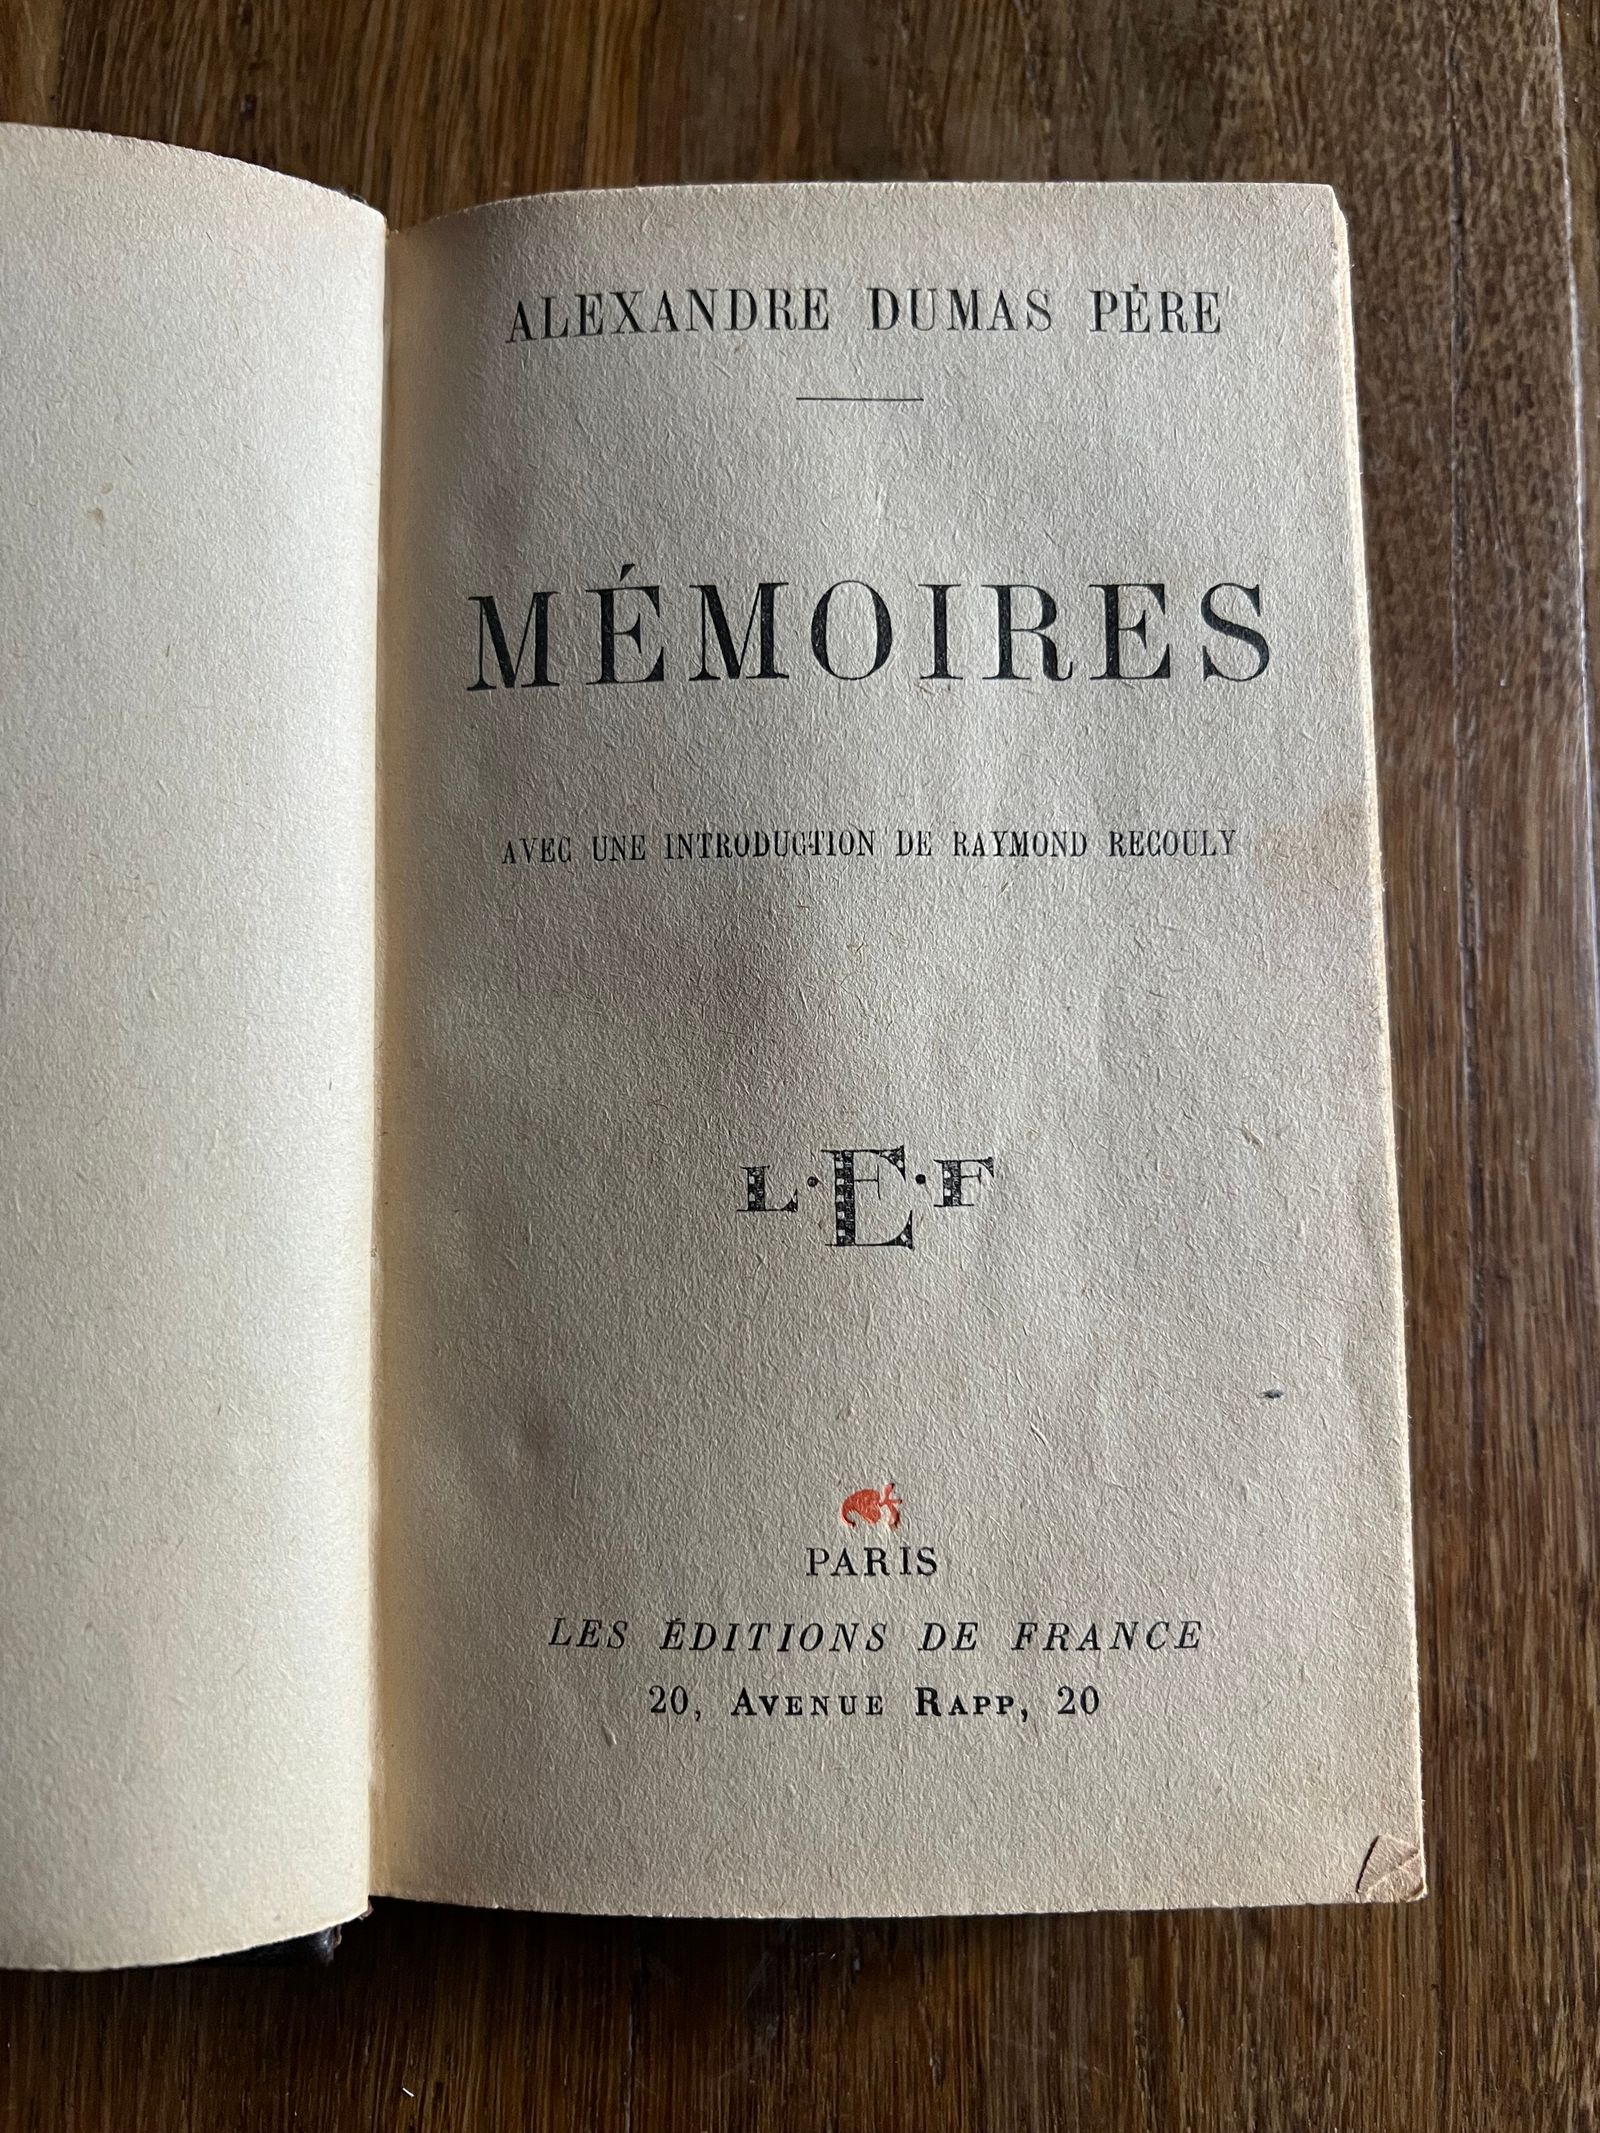 ALEXANDRE DUMAS PÈRE
MÉMOIRES
AVEC UNE INTRODUCTION DE RAYMOND RECOULY
L·E·F
PARIS
LES ÉDITIONS DE FRANCE
20, AVENUE RAPP, 20